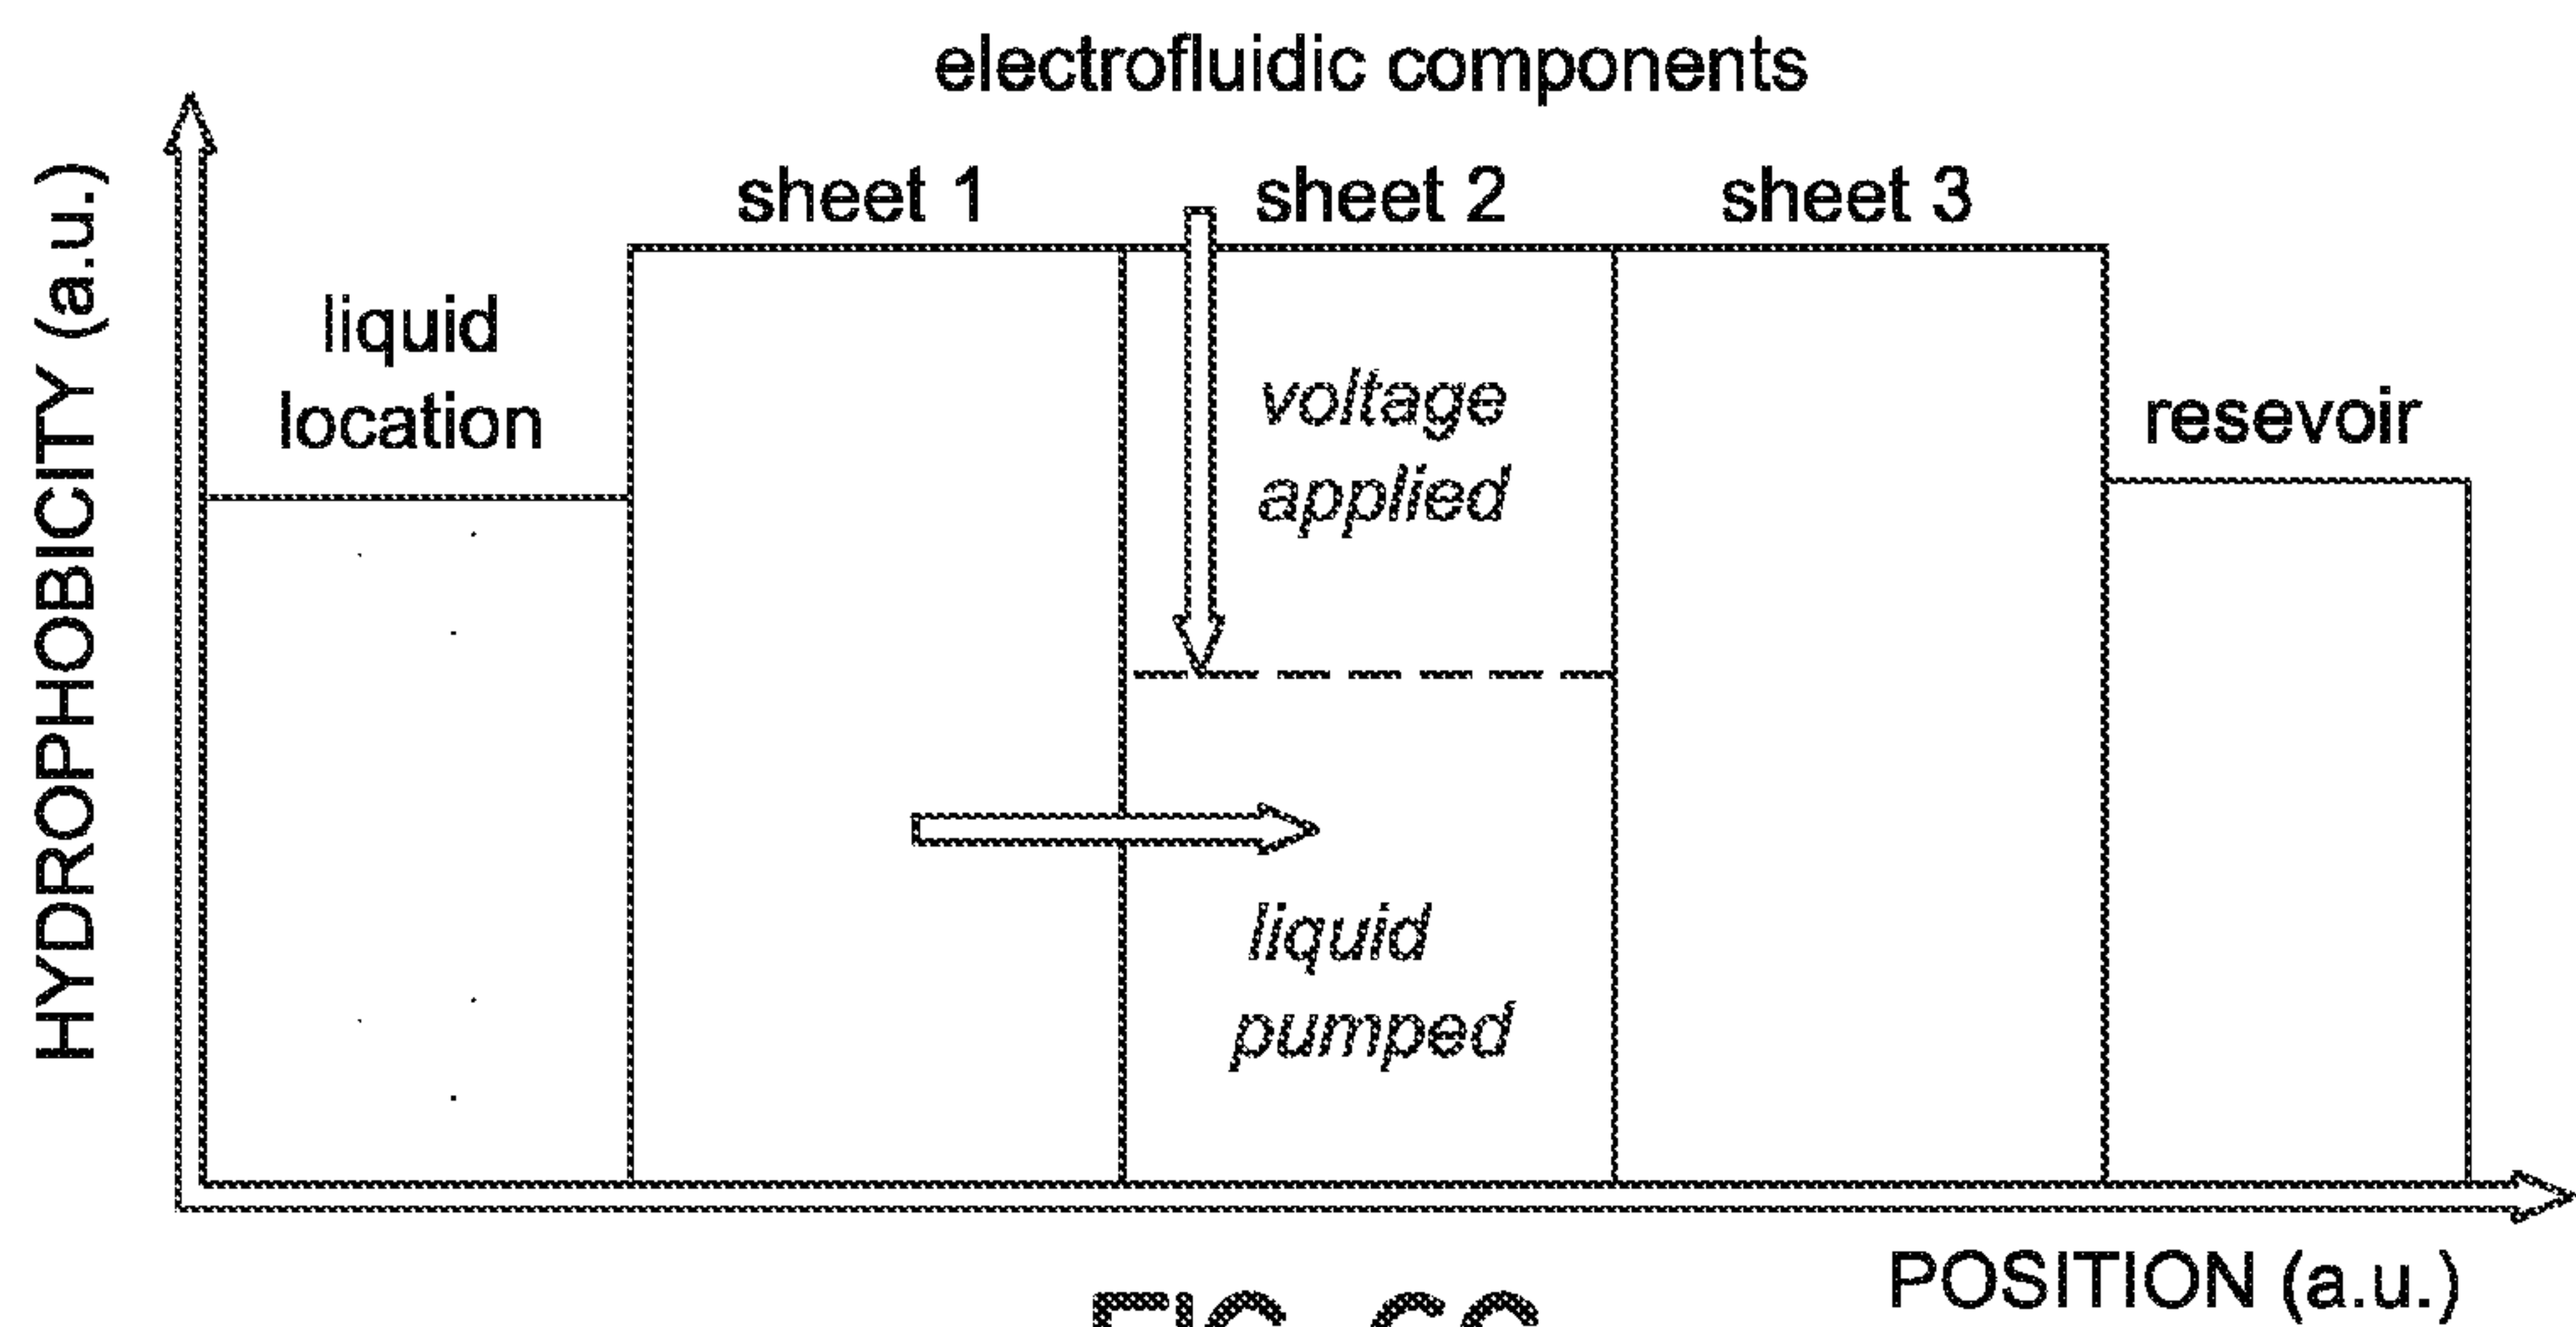 electrofluidic components
sheet 1 sheet 2 sheet 3
HYDROPHOBICITY (a.u.)
liquid
location
voltage
applied
resevoir
liquid
pumped
POSITION (a.u.)